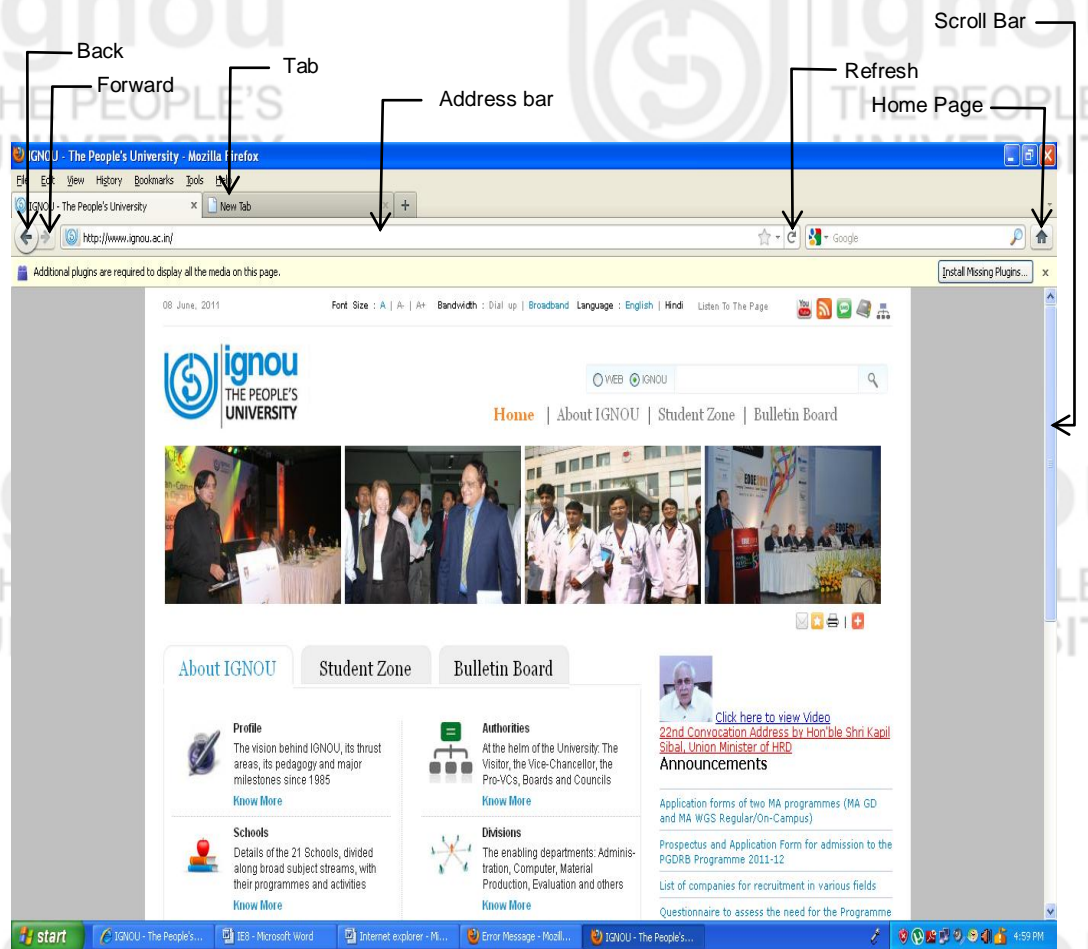 Scroll Bar
Back
Tab
Refresh
Forward
Address bar
Home Page
IGNOU - The People's University - Mozilla Firefox
File Edit View History Bookmarks Tools Help
IGNOU - The People's University x New Tab x +
http://www.ignou.ac.in/ Google
Additional plugins are required to display all the media on this page. Install Missing Plugins... x
08 June, 2011 Font Size : A | A- | A+ Bandwidth : Dial up | Broadband Language : English | Hindi Listen To The Page You Tube
ignou
THE PEOPLE'S
UNIVERSITY
WEB IGNOU
Home | About IGNOU | Student Zone | Bulletin Board
EDGE2011
About IGNOU Student Zone Bulletin Board
Click here to view Video
22nd Convocation Address by Hon'ble Shri Kapil
Sibal, Union Minister of HRD
Announcements
Profile
The vision behind IGNOU, its thrust
areas, its pedagogy and major
milestones since 1985
Know More
Authorities
At the helm of the University: The
Visitor, the Vice-Chancellor, the
Pro-VCs, Boards and Councils
Know More
Schools
Details of the 21 Schools, divided
along broad subject streams, with
their programmes and activities
Know More
Divisions
The enabling departments: Adminis-
tration, Computer, Material
Production, Evaluation and others
Know More
Application forms of two MA programmes (MA GD
and MA WGS Regular/On-Campus)
Prospectus and Application Form for admission to the
PGDRB Programme 2011-12
List of companies for recruitment in various fields
Questionnaire to assess the need for the Programme
start IGNOU - The People's... IE8 - Microsoft Word Internet explorer - Mi... Error Message - Mozill... IGNOU - The People's... 4:59 PM